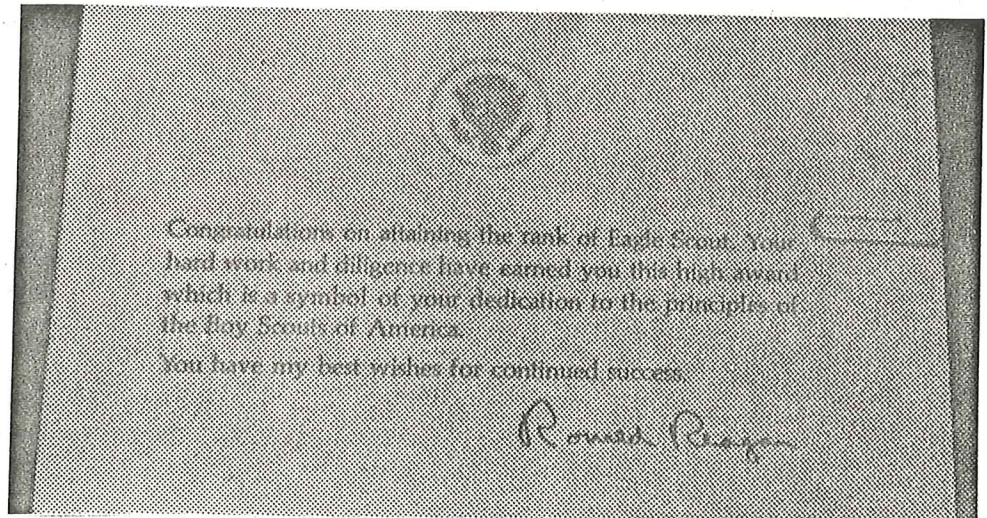 Congratulations on attaining the rank of Eagle Scout. Your
hard work and diligence have earned you this high award
which is a symbol of your dedication to the principles of
the Boy Scouts of America.
You have my best wishes for continued success.
Ronald Reagan